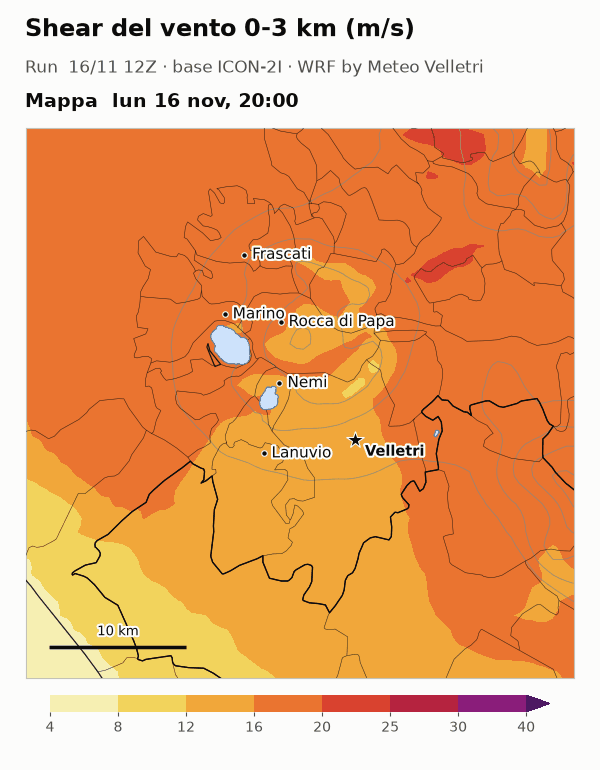 Shear del vento 0-3 km (m/s)
Run  16/11 12Z · base ICON-2I · WRF by Meteo Velletri
Mappa  lun 16 nov, 20:00
Frascati
Marino
Rocca di Papa
Nemi
Velletri
Lanuvio
10 km
4 8 12 16 20 25 30 40